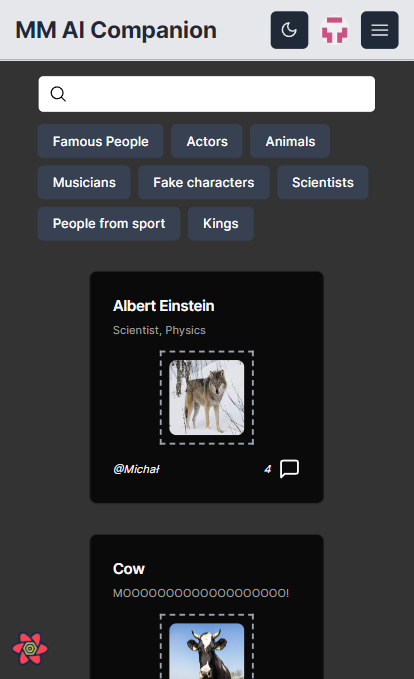 MM AI Companion
Famous People Actors Animals
Musicians Fake characters Scientists
People from sport Kings
Albert Einstein
Scientist, Physics
@Michał 4
Cow
MOOOOOOOOOOOOOOOOOOO!